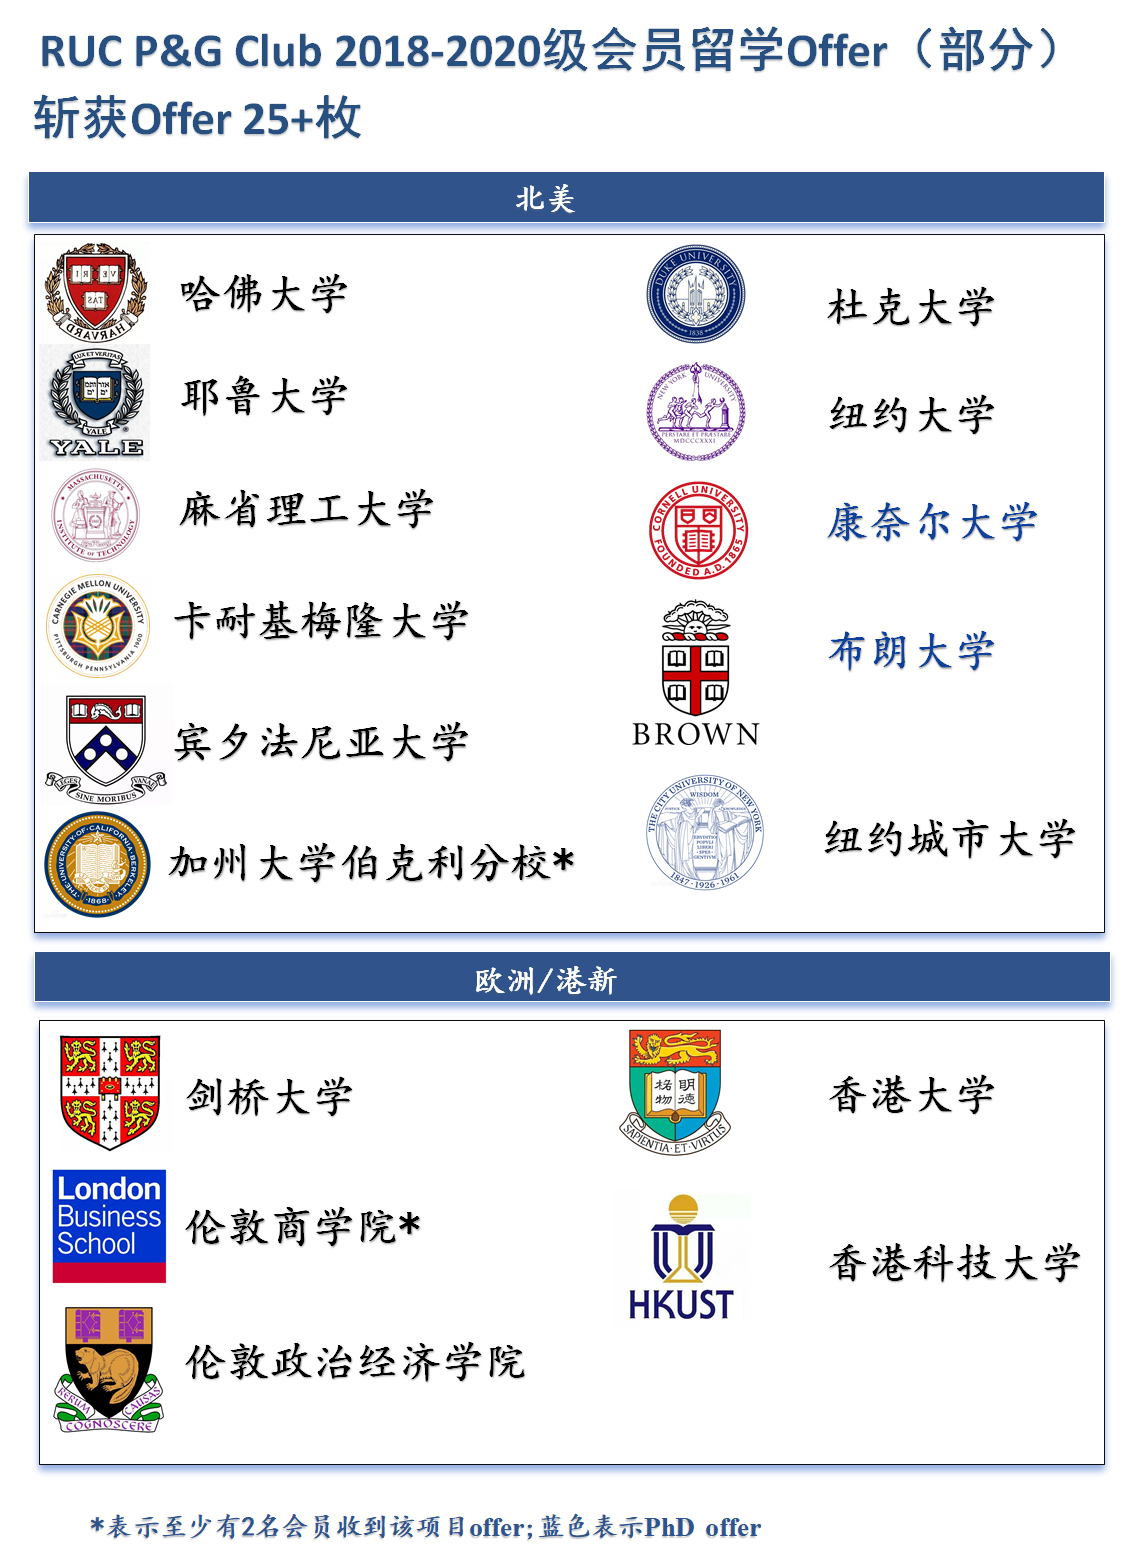 RUC P&G Club 2018-2020级会员留学Offer（部分）
斩获Offer 25+枚
北美
哈佛大学
VE RI TAS
HARVARD
耶鲁大学
LUX ET VERITAS
YALE
YALE
麻省理工大学
MASSACHUSETTS INSTITUTE OF TECHNOLOGY
卡耐基梅隆大学
CARNEGIE MELLON UNIVERSITY
PITTSBURGH PENNSYLVANIA 1900
宾夕法尼亚大学
LEGES SINE MORIBUS VANAE
加州大学伯克利分校*
THE·UNIVERSITY·OF·CALIFORNIA·BERKELEY
·1868·
杜克大学
DUKE UNIVERSITY
1838
纽约大学
NEW YORK UNIVERSITY
PERSTARE ET PRÆSTARE
MDCCCXXXI
康奈尔大学
CORNELL UNIVERSITY
FOUNDED A.D. 1865
布朗大学
BROWN
纽约城市大学
THE CITY UNIVERSITY OF NEW YORK
WISDOM
ERVDITIO
POPVLI
LIBERI
·SPES·
GENTIVM
1847·1926·1961
欧洲/港新
剑桥大学
London
Business
School
伦敦商学院*
伦敦政治经济学院
RERUM
CAUSAS
COGNOSCERE
香港大学
明德
格物
SAPIENTIA·ET·VIRTUS
香港科技大学
HKUST
*表示至少有2名会员收到该项目offer;蓝色表示PhD offer